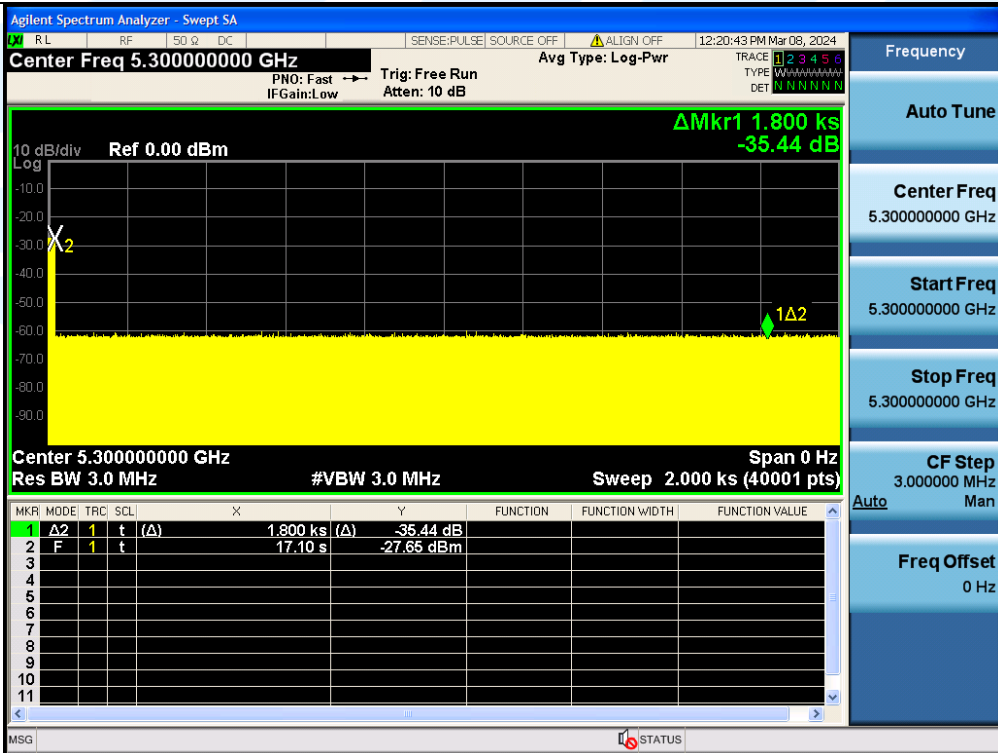 Agilent Spectrum Analyzer - Swept SA
LXI RL RF 50 Ω DC SENSE:PULSE SOURCE OFF ALIGN OFF 12:20:43 PM Mar 08, 2024
Center Freq 5.300000000 GHz
PNO: Fast
IFGain:Low
Trig: Free Run
Atten: 10 dB
Avg Type: Log-Pwr
TRACE 1 2 3 4 5 6
TYPE
DET N N N N N N
ΔMkr1 1.800 ks
-35.44 dB
10 dB/div Ref 0.00 dBm
Log
-10.0
-20.0
-30.0
-40.0
-50.0
-60.0
-70.0
-80.0
-90.0
X2
1Δ2
Center 5.300000000 GHz Span 0 Hz
Res BW 3.0 MHz #VBW 3.0 MHz Sweep 2.000 ks (40001 pts)
MKR MODE TRC SCL X Y FUNCTION FUNCTION WIDTH FUNCTION VALUE
1 Δ2 1 t (Δ) 1.800 ks (Δ) -35.44 dB
2 F 1 t 17.10 s -27.65 dBm
3
4
5
6
7
8
9
10
11
MSG STATUS
Frequency
Auto Tune
Center Freq
5.300000000 GHz
Start Freq
5.300000000 GHz
Stop Freq
5.300000000 GHz
CF Step
3.000000 MHz
Auto Man
Freq Offset
0 Hz